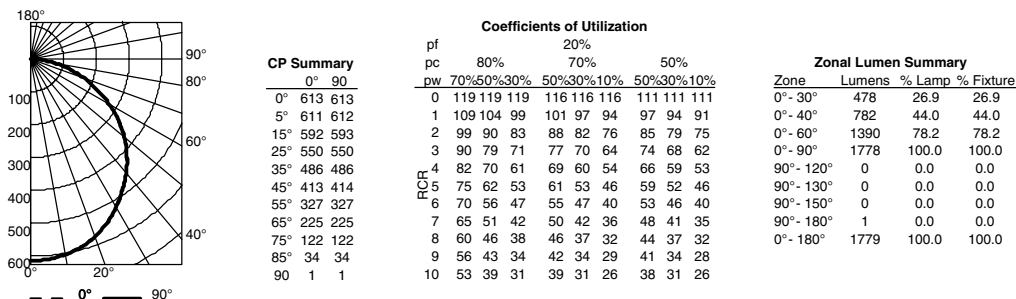 180°
90°
80°
100
200
60°
300
400
500
40°
600
0° 20°
0° 90°
CP Summary
0° 90
0° 613 613
5° 611 612
15° 592 593
25° 550 550
35° 486 486
45° 413 414
55° 327 327
65° 225 225
75° 122 122
85° 34 34
90 1 1
Coefficients of Utilization
pf 20%
pc 80% 70% 50%
pw 70%50%30% 50%30%10% 50%30%10%
RCR
0 119 119 119 116 116 116 111 111 111
1 109 104 99 101 97 94 97 94 91
2 99 90 83 88 82 76 85 79 75
3 90 79 71 77 70 64 74 68 62
4 82 70 61 69 60 54 66 59 53
5 75 62 53 61 53 46 59 52 46
6 70 56 47 55 47 40 53 46 40
7 65 51 42 50 42 36 48 41 35
8 60 46 38 46 37 32 44 37 32
9 56 43 34 42 34 29 41 34 28
10 53 39 31 39 31 26 38 31 26
Zonal Lumen Summary
Zone Lumens % Lamp % Fixture
0°- 30° 478 26.9 26.9
0°- 40° 782 44.0 44.0
0°- 60° 1390 78.2 78.2
0°- 90° 1778 100.0 100.0
90°- 120° 0 0.0 0.0
90°- 130° 0 0.0 0.0
90°- 150° 0 0.0 0.0
90°- 180° 1 0.0 0.0
0°- 180° 1779 100.0 100.0